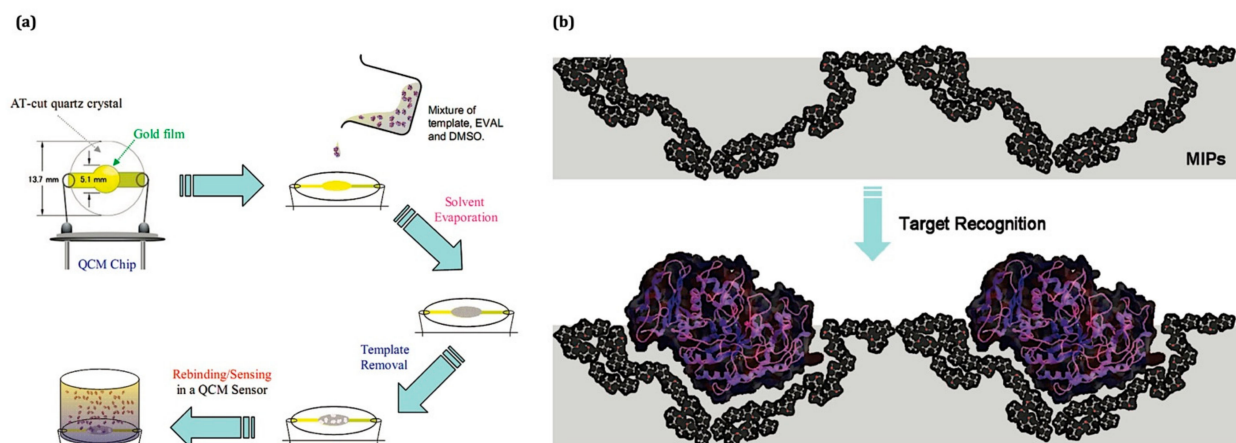 (a)
AT-cut quartz crystal
Gold film
13.7 mm
5.1 mm
QCM Chip
Mixture of
template, EVAL
and DMSO.
Solvent
Evaporation
Template
Removal
Rebinding/Sensing
in a QCM Sensor
(b)
MIPs
Target Recognition